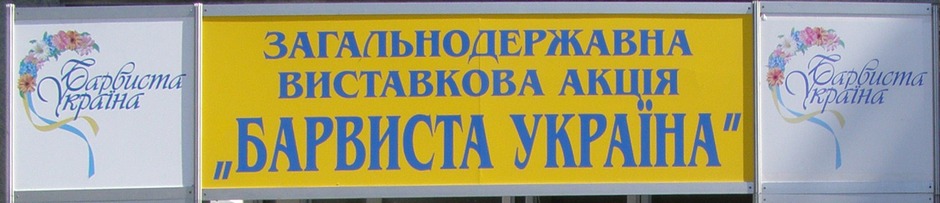 Барвиста
Україна
ЗАГАЛЬНОДЕРЖАВНА
ВИСТАВКОВА АКЦІЯ
„БАРВИСТА УКРАЇНА“
Барвиста
Україна